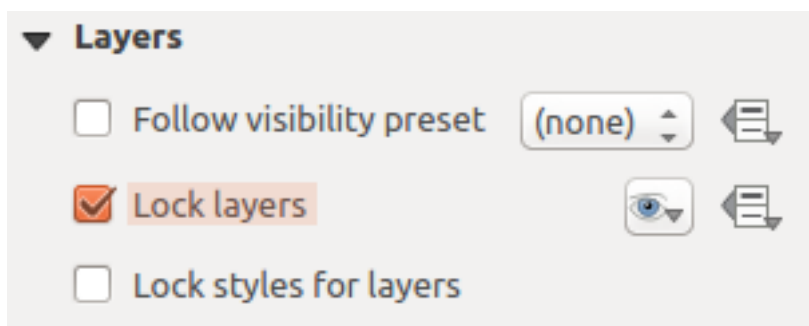 Layers
Follow visibility preset (none)
Lock layers
Lock styles for layers